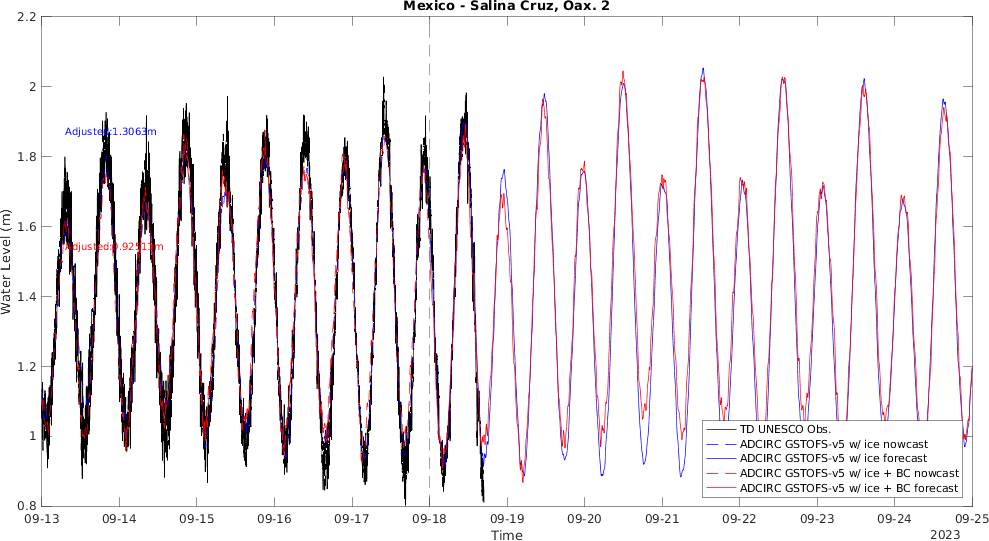 Mexico - Salina Cruz, Oax. 2
Water Level (m)
2.2
2
1.8
1.6
1.4
1.2
1
0.8
Adjusted:1.3063m
TD UNESCO Obs.
ADCIRC GSTOFS-v5 w/ ice nowcast
ADCIRC GSTOFS-v5 w/ ice forecast
ADCIRC GSTOFS-v5 w/ ice + BC nowcast
ADCIRC GSTOFS-v5 w/ ice + BC forecast
09-13 09-14 09-15 09-16 09-17 09-18 09-19 09-20 09-21 09-22 09-23 09-24 09-25
Time
2023